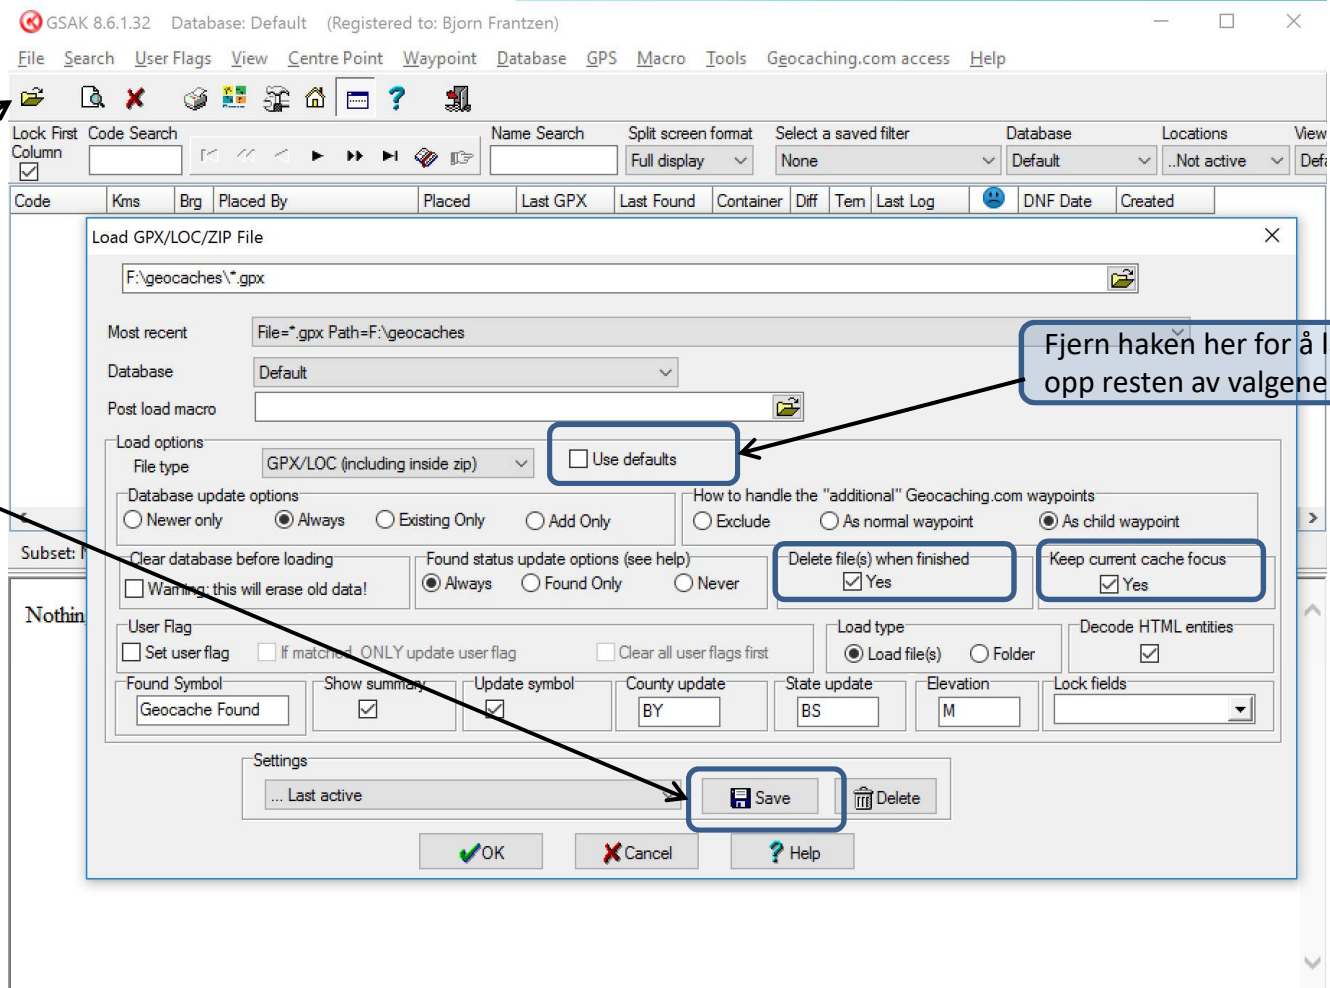 GSAK 8.6.1.32 Database: Default (Registered to: Bjorn Frantzen)
File Search User Flags View Centre Point Waypoint Database GPS Macro Tools Geocaching.com access Help
Lock First Column Code Search Name Search Split screen format Select a saved filter Database Locations View
Full display None Default ..Not active
Code Kms Brg Placed By Placed Last GPX Last Found Container Diff Terr Last Log DNF Date Created
Load GPX/LOC/ZIP File
F:\geocaches\*.gpx
Most recent File=*.gpx Path=F:\geocaches
Fjern haken her for å
opp resten av valgene
Database Default
Post load macro
Load options
File type GPX/LOC (including inside zip) Use defaults
Database update options How to handle the "additional" Geocaching.com waypoints
Newer only Always Existing Only Add Only Exclude As normal waypoint As child waypoint
Subset:
Clear database before loading Found status update options (see help) Delete file(s) when finished Keep current cache focus
Warning: this will erase old data! Always Found Only Never Yes Yes
User Flag Load type Decode HTML entities
Set user flag If matched, ONLY update user flag Clear all user flags first Load file(s) Folder
Found Symbol Show summary Update symbol County update State update Elevation Lock fields
Geocache Found BY BS M
Settings
... Last active Save Delete
OK Cancel Help